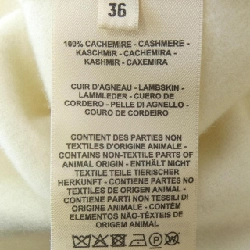 36
100% CACHEMIRE - CASHMERE -
KASCHMIR - CACHEMIRA -
KASHMIR - CAXEMIRA
CUIR D'AGNEAU - LAMBSKIN -
LAMMLEDER - CUERO DE
CORDERO - PELLE DI AGNELLO -
COURO DE CORDEIRO
CONTIENT DES PARTIES NON
TEXTILES D'ORIGINE ANIMALE -
CONTAINS NON-TEXTILE PARTS OF
ANIMAL ORIGIN - ENTHÄLT NICHT
TEXTILE TEILE TIERISCHER
HERKUNFT - CONTIENE PARTES NO
TEXTILES DE ORIGEN ANIMAL -
CONTIENE PARTI NON TESSILI DI
ORIGINE ANIMALE - CONTÉM
ELEMENTOS NÃO-TÊXTEIS DE
ORIGEM ANIMAL